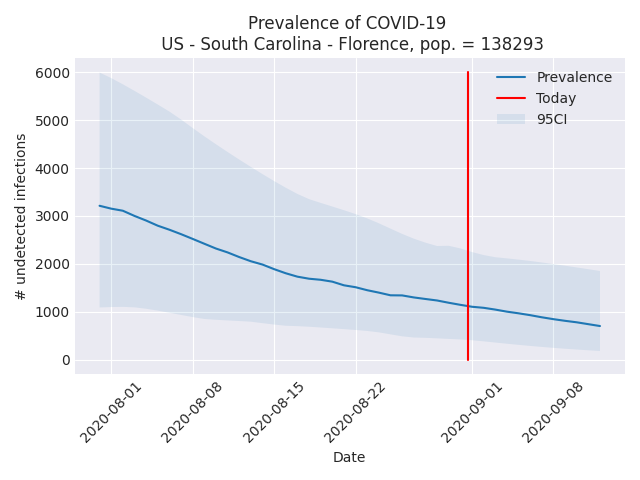 Prevalence of COVID-19
US - South Carolina - Florence, pop. = 138293
6000
5000
4000
3000
2000
1000
0
# undetected infections
Prevalence
Today
95CI
2020-08-01
2020-08-08
2020-08-15
2020-08-22
2020-09-01
2020-09-08
Date